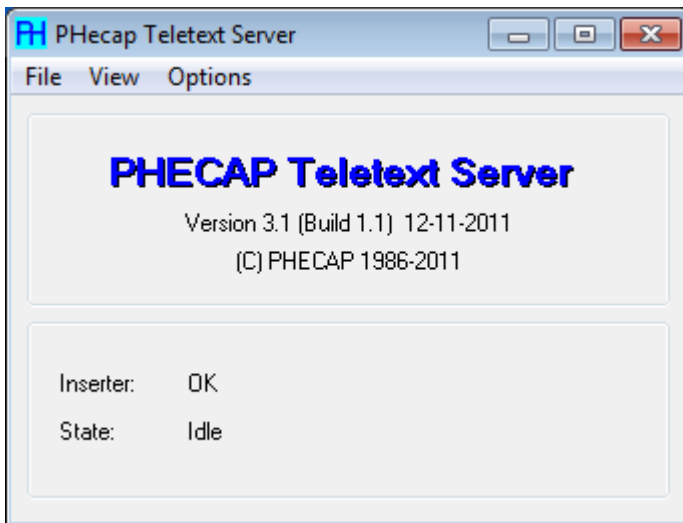 PH PHecap Teletext Server
File View Options
PHECAP Teletext Server
Version 3.1 (Build 1.1) 12-11-2011
(C) PHECAP 1986-2011
Inserter: OK
State: Idle